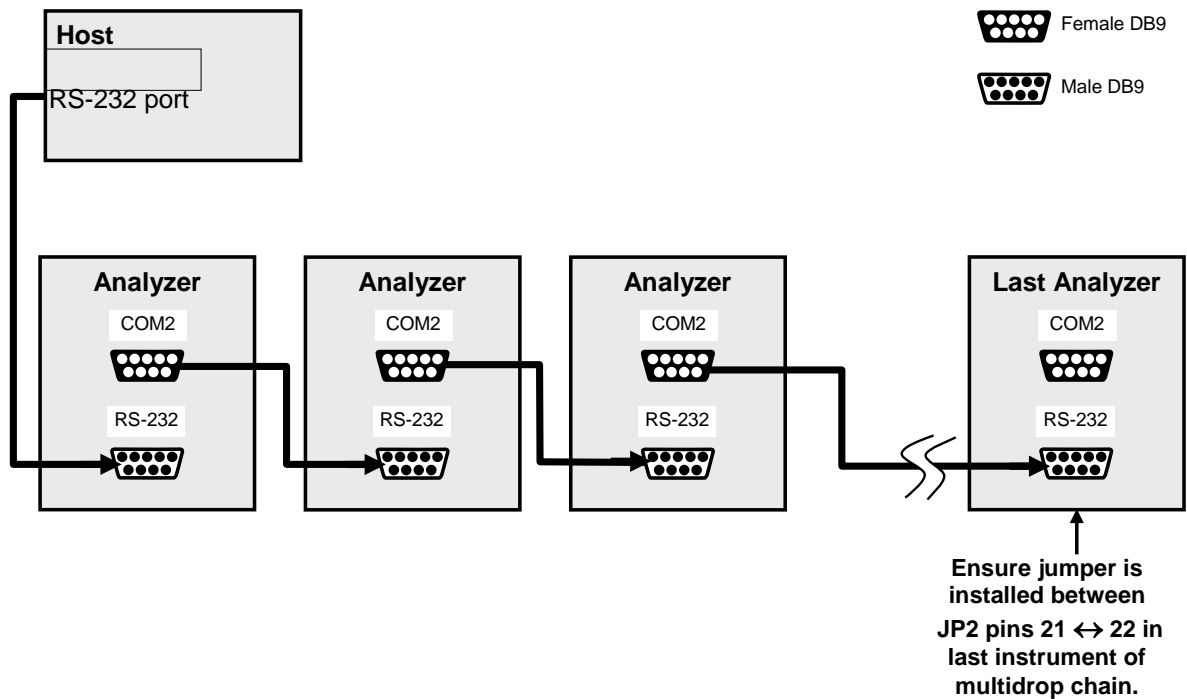 Host
RS-232 port
Female DB9
Male DB9
Analyzer
COM2
RS-232
Analyzer
COM2
RS-232
Analyzer
COM2
RS-232
Last Analyzer
COM2
RS-232
Ensure jumper is
installed between
JP2 pins 21 ↔ 22 in
last instrument of
multidrop chain.